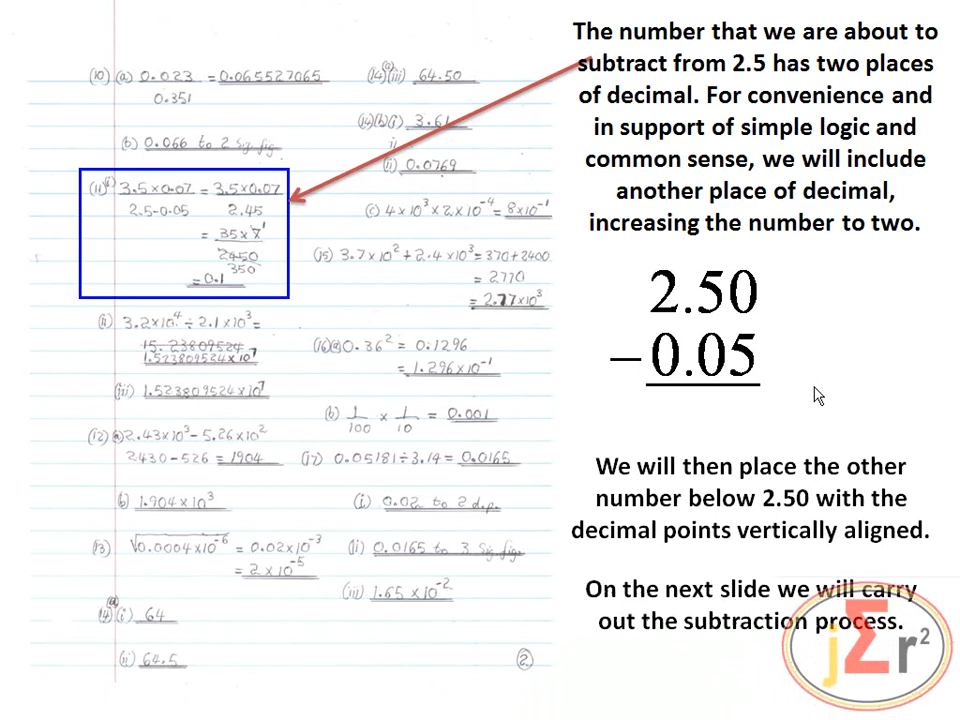 The number that we are about to
subtract from 2.5 has two places
of decimal. For convenience and
in support of simple logic and
common sense, we will include
another place of decimal,
increasing the number to two.
2.50
−0.05
We will then place the other
number below 2.50 with the
decimal points vertically aligned.
On the next slide we will carry
out the subtraction process.
jΣr²
(10) (a) 0.023 = 0.065527065
0.351
(b) 0.066 to 2 sig fig
(11)(i) 3.5×0.07 = 3.5×0.07
2.5-0.05 2.45
= 35×7 1
2450
350
= 0.1
(ii) 3.2×10⁴ ÷ 2.1×10³ =
15.23809524
1.523809524×10⁷
(iii) 1.523809524×10⁷
(12) (a) 2.43×10³ - 5.26×10²
2430-526 = 1904
(b) 1.904×10³
(13) √0.0004×10⁻⁶ = 0.02×10⁻³
= 2×10⁻⁵
(14)(a)(i) 64
(ii) 64.5
(14)(a)(iii) 64.50
(14)(b)(i) 3.61
(ii) 0.0769
(c) 4×10³×2×10⁻⁴ = 8×10⁻¹
(15) 3.7×10²+2.4×10³ = 370+2400
= 2770
= 2.77×10³
(16)(a) 0.36² = 0.1296
= 1.296×10⁻¹
(b) 1 × 1 = 0.001
100 10
(17) 0.05181÷3.14 = 0.0165
(i) 0.02 to 2 d.p.
(ii) 0.0165 to 3 sig fig
(iii) 1.65×10⁻²
(2)